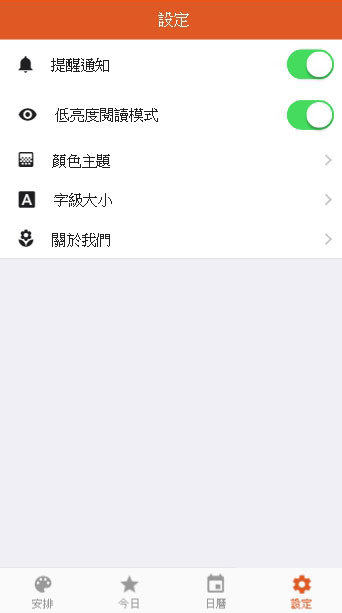 設定
提醒通知
低亮度閱讀模式
顏色主題
字級大小
關於我們
安排
今日
日曆
設定